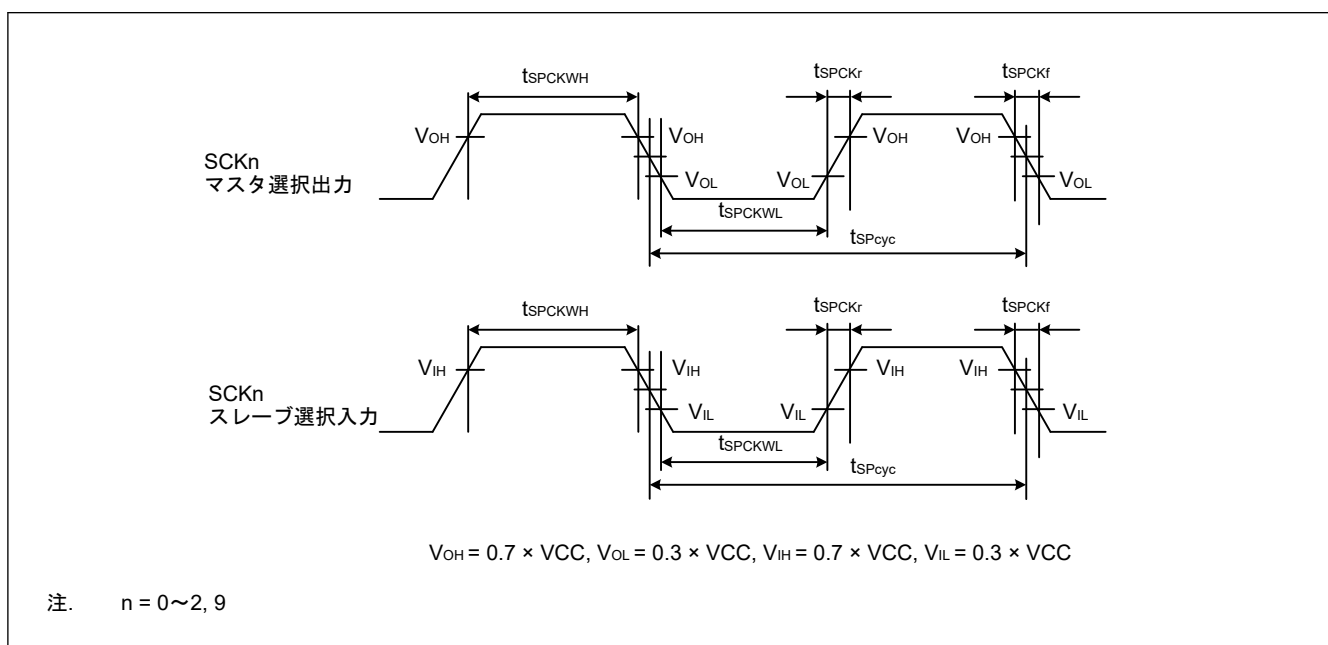 tSPCKWH
tSPCKr
tSPCKf
VOH
VOH
VOH
VOH
SCKn
マスタ選択出力
VOL
VOL
VOL
tSPCKWL
tSPcyc
tSPCKWH
tSPCKr
tSPCKf
VIH
VIH
VIH
VIH
SCKn
スレーブ選択入力
VIL
VIL
VIL
tSPCKWL
tSPcyc
VOH = 0.7 × VCC, VOL = 0.3 × VCC, VIH = 0.7 × VCC, VIL = 0.3 × VCC
注. n = 0～2, 9